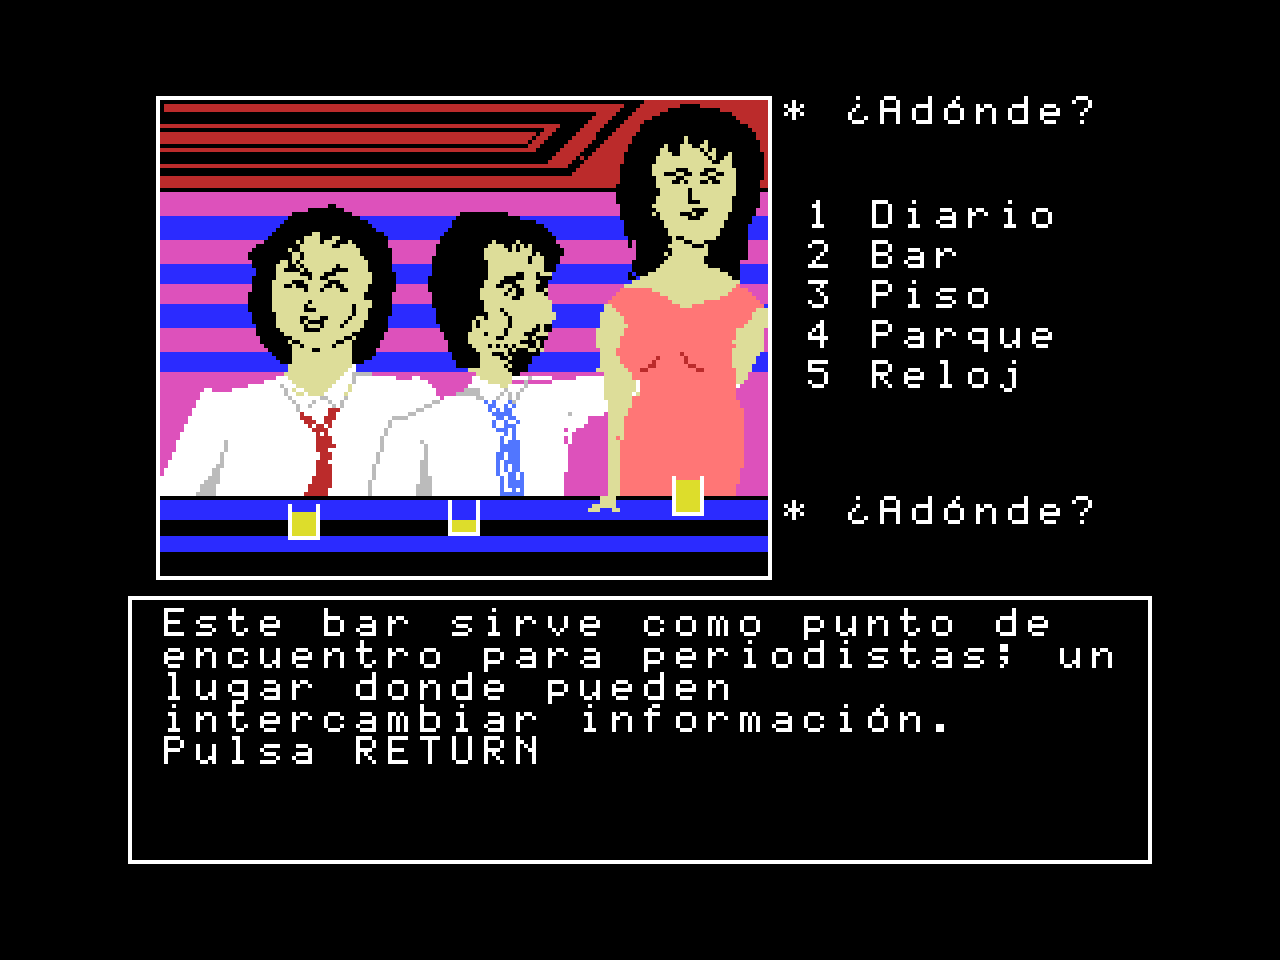 * ¿Adónde?
1 Diario
2 Bar
3 Piso
4 Parque
5 Reloj
* ¿Adónde?
Este bar sirve como punto de
encuentro para periodistas; un
lugar donde pueden
intercambiar información.
Pulsa RETURN